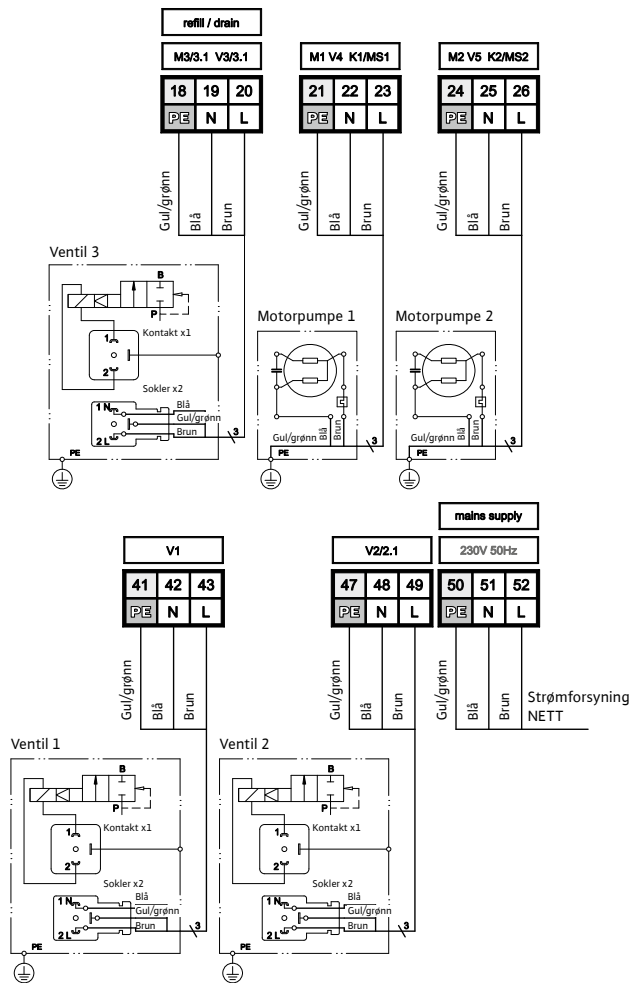 refill / drain
M3/3.1 V3/3.1
18 19 20
PE N L
Gul/grønn
Blå
Brun
M1 V4 K1/MS1
21 22 23
PE N L
Gul/grønn
Blå
Brun
M2 V5 K2/MS2
24 25 26
PE N L
Gul/grønn
Blå
Brun
Ventil 3
B
P
Kontakt x1
1
2
Sokler x2
1 N
2 L
Blå
Gul/grønn
Brun
3
PE
Motorpumpe 1
Gul/grønn
Blå
Brun
3
PE
Motorpumpe 2
Gul/grønn
Blå
Brun
3
PE
V1
41 42 43
PE N L
Gul/grønn
Blå
Brun
V2/2.1
47 48 49
PE N L
Gul/grønn
Blå
Brun
mains supply
230V 50Hz
50 51 52
PE N L
Gul/grønn
Blå
Brun
Strømforsyning
NETT
Ventil 1
B
P
Kontakt x1
1
2
Sokler x2
1 N
2 L
Blå
Gul/grønn
Brun
3
PE
Ventil 2
B
P
Kontakt x1
1
2
Sokler x2
1 N
2 L
Blå
Gul/grønn
Brun
3
PE